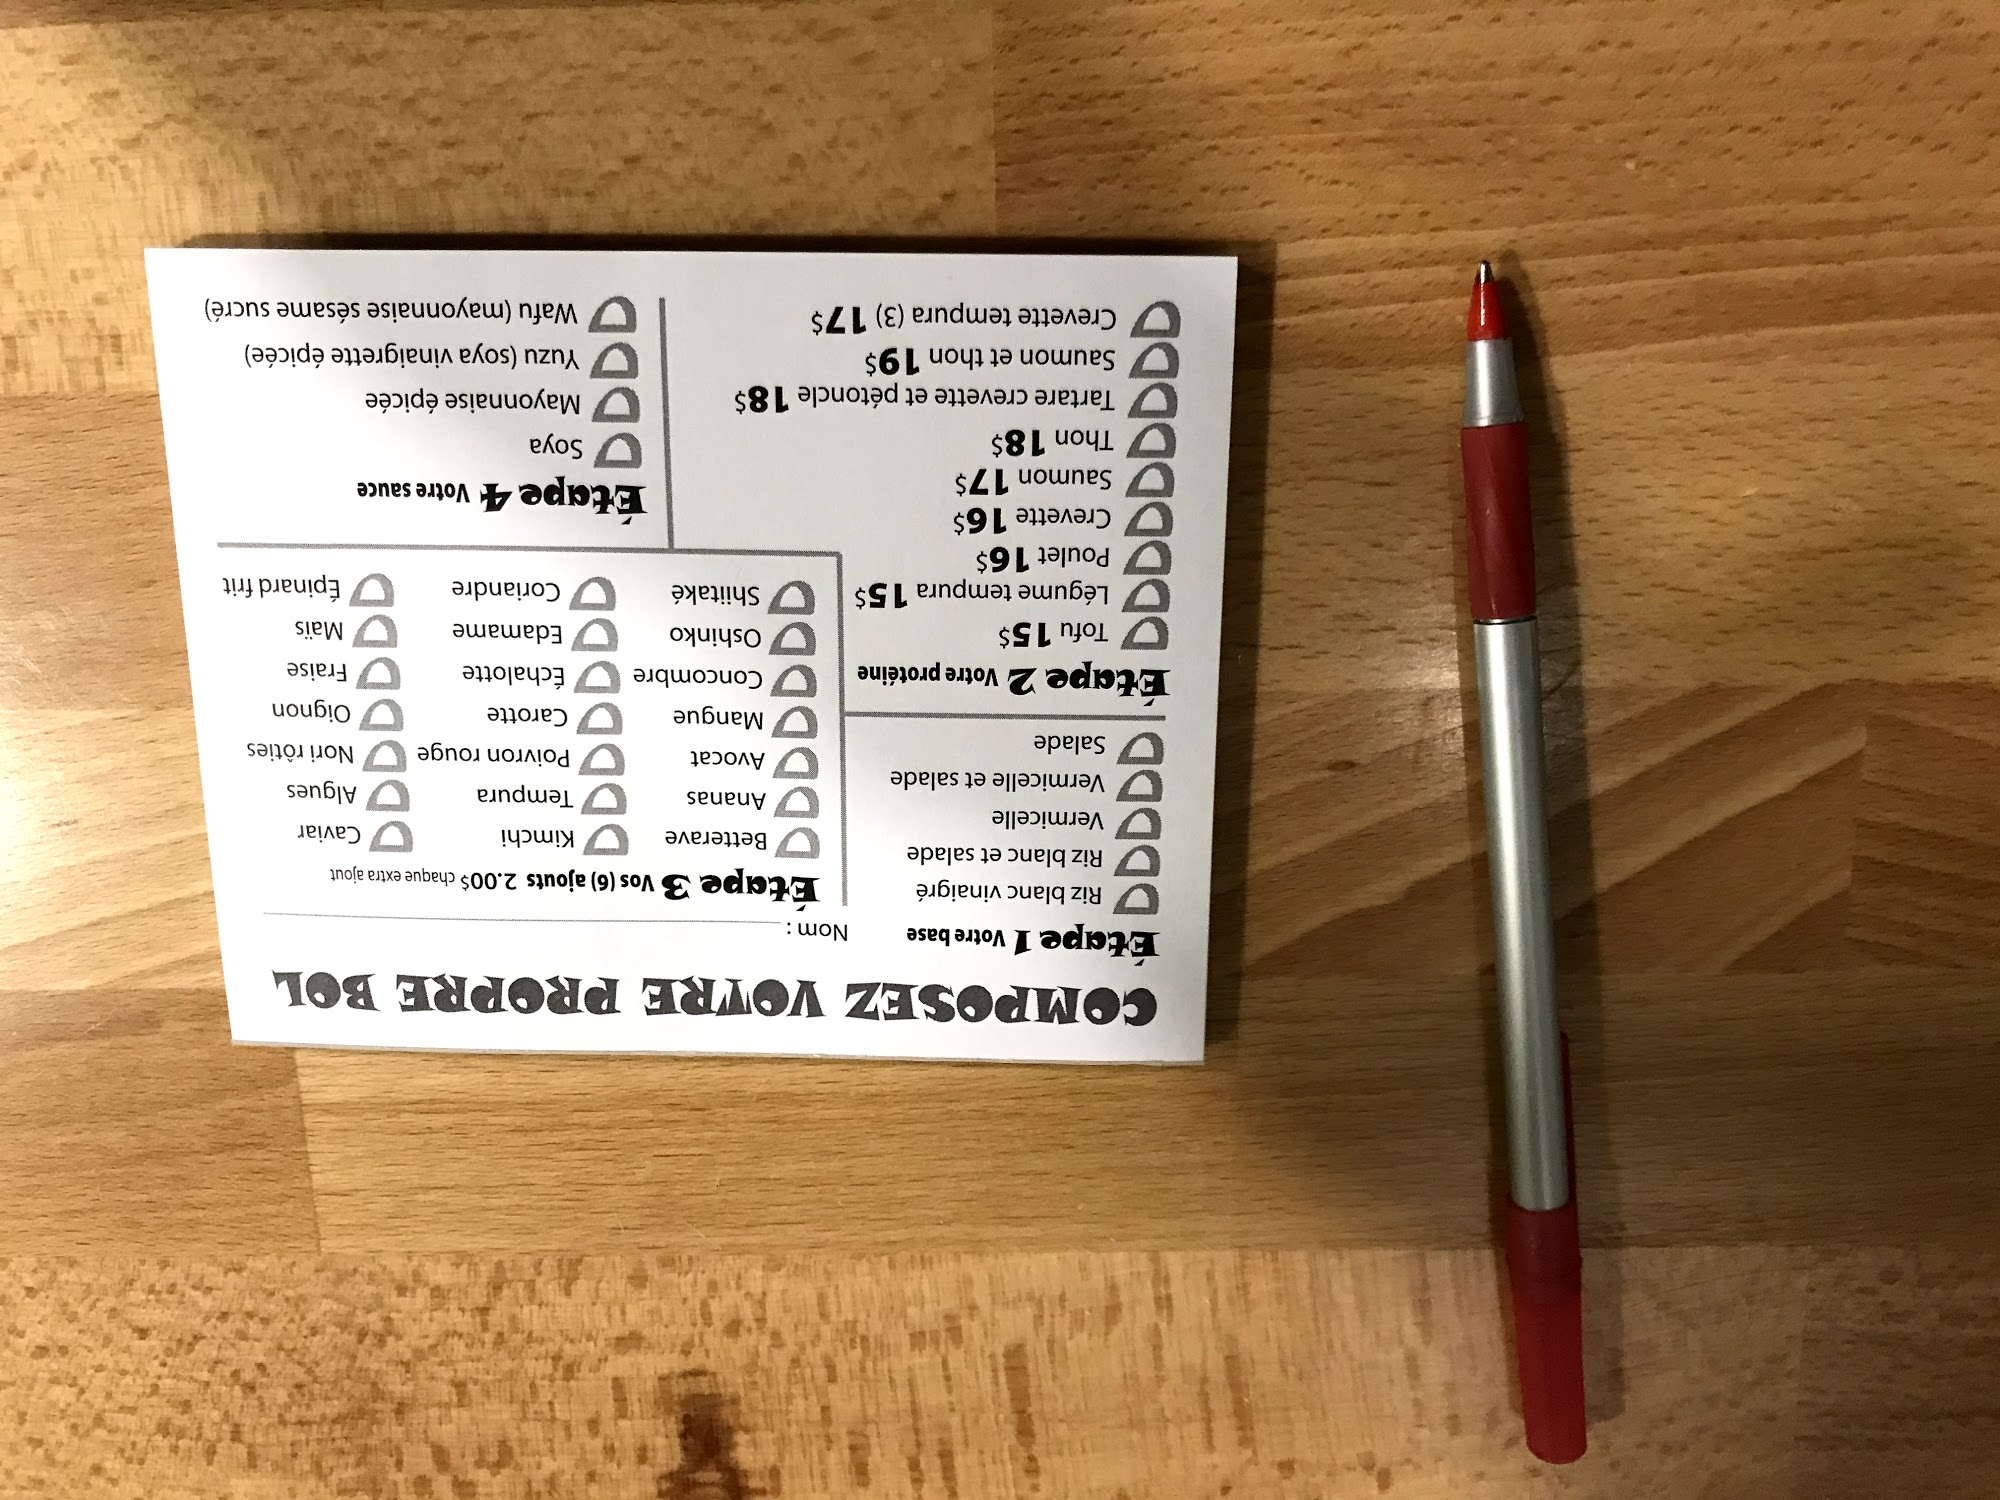 COMPOSEZ VOTRE PROPRE BOL
Nom :
Étape 1 Votre base
Riz blanc vinaigré
Riz blanc et salade
Vermicelle
Vermicelle et salade
Salade
Étape 2 Votre protéine
Tofu 15$
Légume tempura 15$
Poulet 16$
Crevette 16$
Saumon 17$
Thon 18$
Tartare crevette et pétoncle 18$
Saumon et thon 19$
Crevette tempura (3) 17$
Étape 3 Vos (6) ajouts 2.00$ chaque extra ajout
Betterave Kimchi Caviar
Ananas Tempura Algues
Avocat Poivron rouge Nori rôties
Mangue Carotte Oignon
Concombre Échalotte Fraise
Oshinko Edamame Maïs
Shiitaké Coriandre Épinard frit
Étape 4 Votre sauce
Soya
Mayonnaise épicée
Yuzu (soya vinaigrette épicée)
Wafu (mayonnaise sésame sucré)